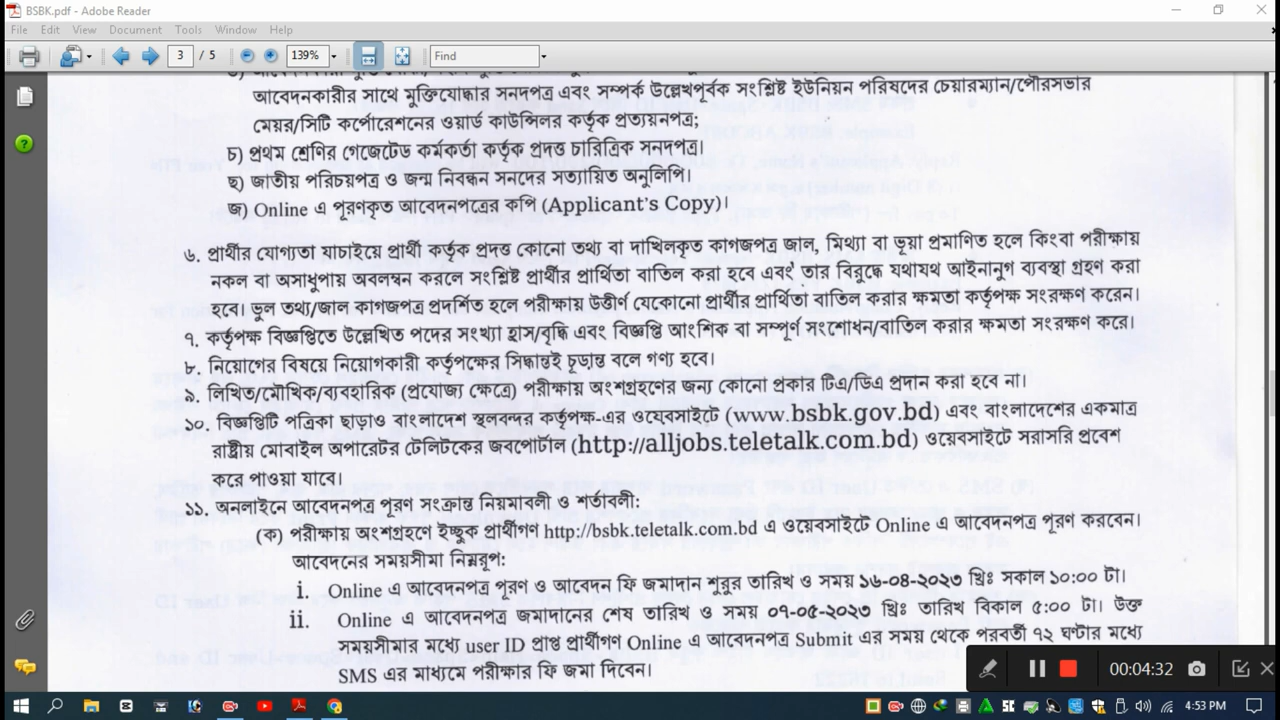 BSBK.pdf - Adobe Reader
File Edit View Document Tools Window Help
3 / 5 139% Find
আবেদনকারীর সাথে মুক্তিযোদ্ধার সনদপত্র এবং সম্পর্ক উল্লেখপূর্বক সংশ্লিষ্ট ইউনিয়ন পরিষদের চেয়ারম্যান/পৌরসভার
মেয়র/সিটি কর্পোরেশনের ওয়ার্ড কাউন্সিলর কর্তৃক প্রত্যয়নপত্র;
চ) প্রথম শ্রেণির গেজেটেড কর্মকর্তা কর্তৃক প্রদত্ত চারিত্রিক সনদপত্র।
ছ) জাতীয় পরিচয়পত্র ও জন্ম নিবন্ধন সনদের সত্যায়িত অনুলিপি।
জ) Online এ পূরণকৃত আবেদনপত্রের কপি (Applicant's Copy)।
৬. প্রার্থীর যোগ্যতা যাচাইয়ে প্রার্থী কর্তৃক প্রদত্ত কোনো তথ্য বা দাখিলকৃত কাগজপত্র জাল, মিথ্যা বা ভূয়া প্রমাণিত হলে কিংবা পরীক্ষায়
নকল বা অসাধুপায় অবলম্বন করলে সংশ্লিষ্ট প্রার্থীর প্রার্থিতা বাতিল করা হবে এবং তার বিরুদ্ধে যথাযথ আইনানুগ ব্যবস্থা গ্রহণ করা
হবে। ভুল তথ্য/জাল কাগজপত্র প্রদর্শিত হলে পরীক্ষায় উত্তীর্ণ যেকোনো প্রার্থীর প্রার্থিতা বাতিল করার ক্ষমতা কর্তৃপক্ষ সংরক্ষণ করেন।
৭. কর্তৃপক্ষ বিজ্ঞপ্তিতে উল্লেখিত পদের সংখ্যা হ্রাস/বৃদ্ধি এবং বিজ্ঞপ্তি আংশিক বা সম্পূর্ণ সংশোধন/বাতিল করার ক্ষমতা সংরক্ষণ করে।
৮. নিয়োগের বিষয়ে নিয়োগকারী কর্তৃপক্ষের সিদ্ধান্তই চূড়ান্ত বলে গণ্য হবে।
৯. লিখিত/মৌখিক/ব্যবহারিক (প্রযোজ্য ক্ষেত্রে) পরীক্ষায় অংশগ্রহণের জন্য কোনো প্রকার টিএ/ডিএ প্রদান করা হবে না।
১০. বিজ্ঞপ্তিটি পত্রিকা ছাড়াও বাংলাদেশ স্থলবন্দর কর্তৃপক্ষ-এর ওয়েবসাইটে (www.bsbk.gov.bd) এবং বাংলাদেশের একমাত্র
রাষ্ট্রীয় মোবাইল অপারেটর টেলিটকের জবপোর্টাল (http://alljobs.teletalk.com.bd) ওয়েবসাইটে সরাসরি প্রবেশ
করে পাওয়া যাবে।
১১. অনলাইনে আবেদনপত্র পূরণ সংক্রান্ত নিয়মাবলী ও শর্তাবলী:
(ক) পরীক্ষায় অংশগ্রহণে ইচ্ছুক প্রার্থীগণ http://bsbk.teletalk.com.bd এ ওয়েবসাইটে Online এ আবেদনপত্র পূরণ করবেন।
আবেদনের সময়সীমা নিম্নরূপ:
i. Online এ আবেদনপত্র পূরণ ও আবেদন ফি জমাদান শুরুর তারিখ ও সময় ১৬-০৪-২০২৩ খ্রিঃ সকাল ১০:০০ টা।
ii. Online এ আবেদনপত্র জমাদানের শেষ তারিখ ও সময় ০৭-০৫-২০২৩ খ্রিঃ তারিখ বিকাল ৫:০০ টা। উক্ত
সময়সীমার মধ্যে user ID প্রাপ্ত প্রার্থীগণ Online এ আবেদনপত্র Submit এর সময় থেকে পরবর্তী ৭২ ঘণ্টার মধ্যে
SMS এর মাধ্যমে পরীক্ষার ফি জমা দিবেন।
00:04:32
4:53 PM